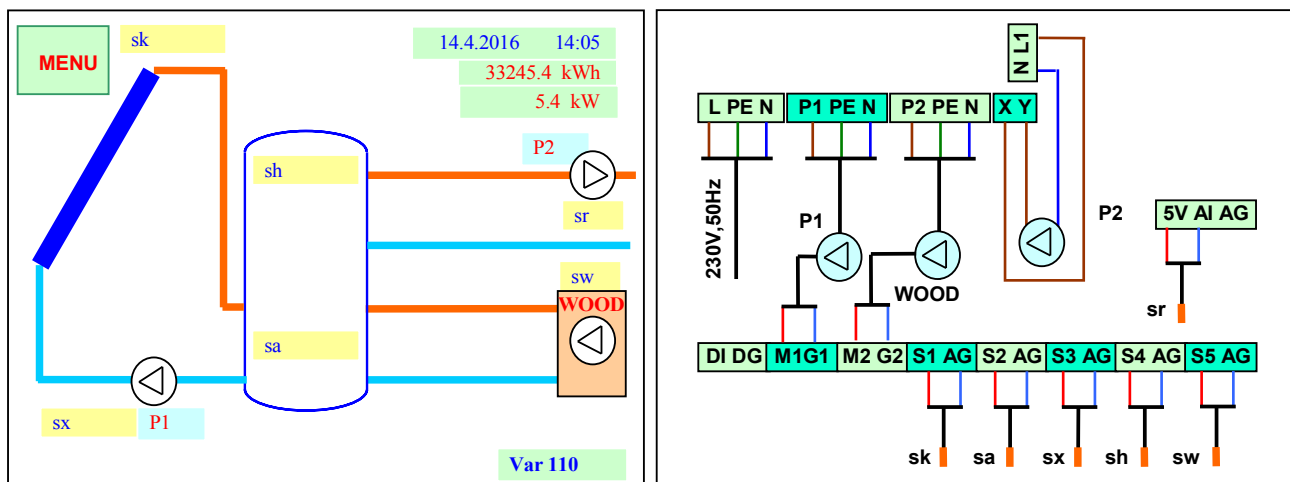 sk
MENU
14.4.2016 14:05
33245.4 kWh
5.4 kW
P2
sh
sr
sw
WOOD
sa
sx
P1
Var 110
N L1
L PE N
P1 PE N
P2 PE N
X Y
230V,50Hz
P1
WOOD
P2
5V AI AG
sr
DI DG
M1G1
M2 G2
S1 AG
S2 AG
S3 AG
S4 AG
S5 AG
sk
sa
sx
sh
sw